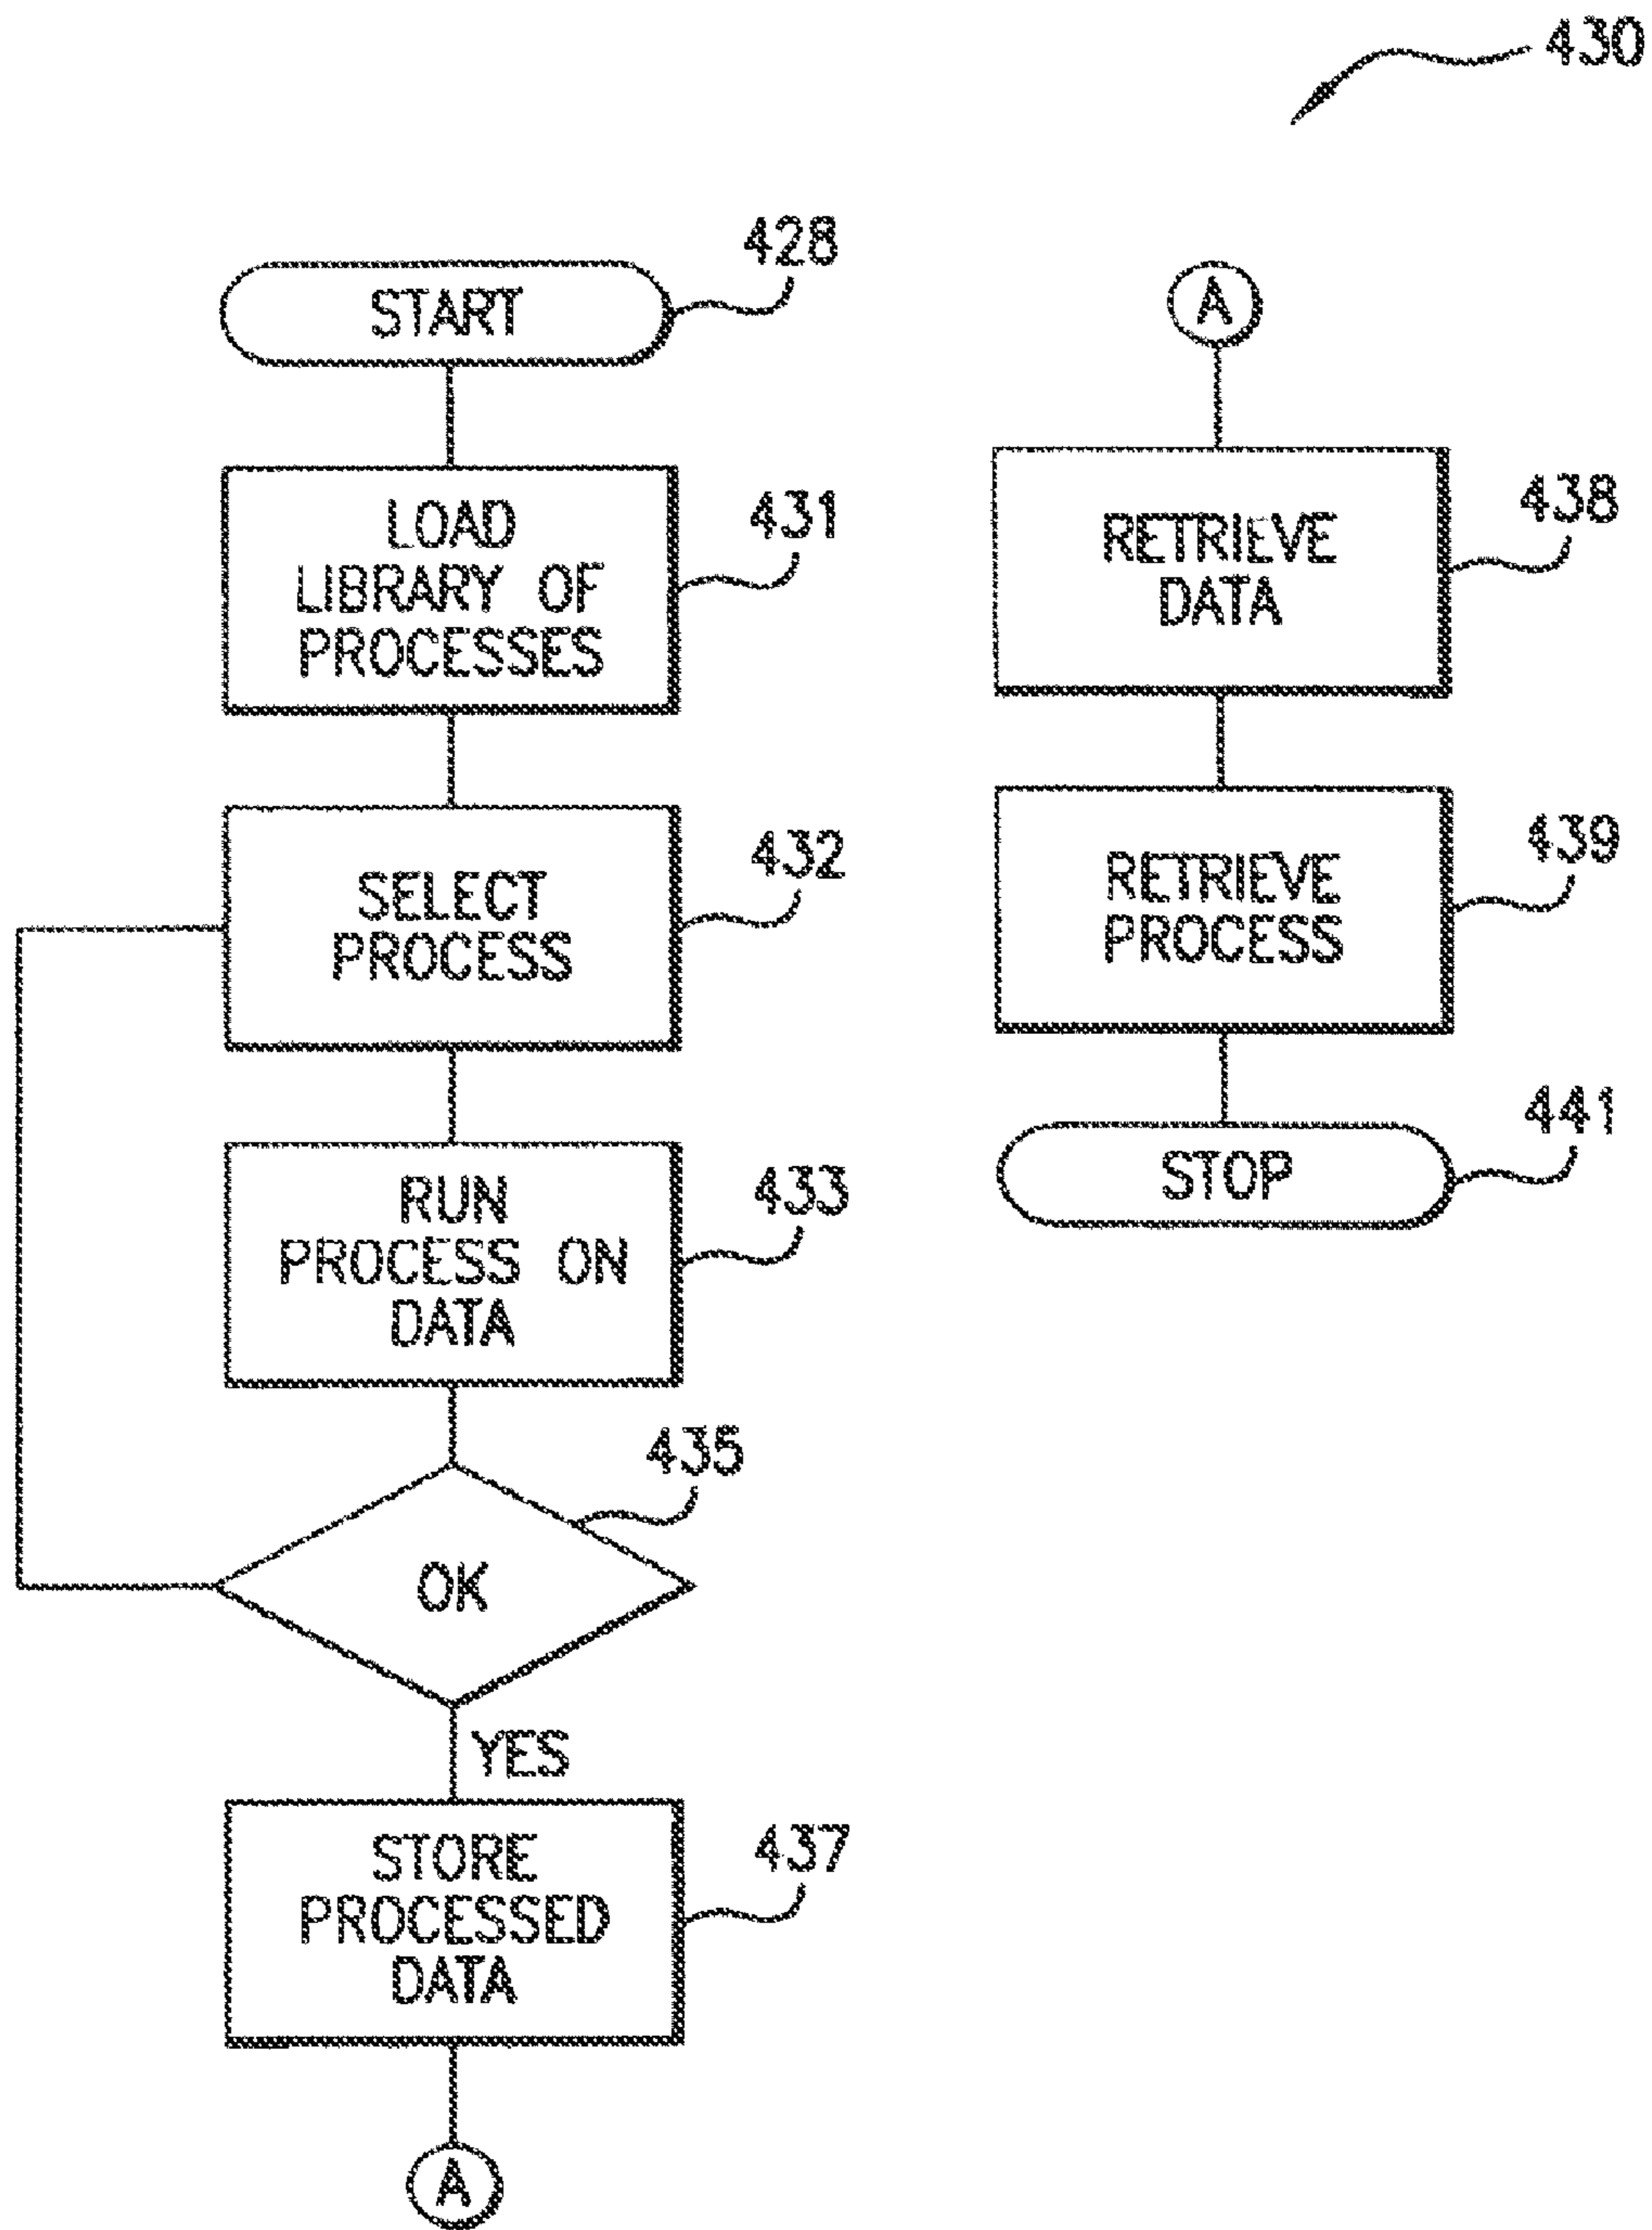 430
START
428
LOAD
LIBRARY OF
PROCESSES
431
SELECT
PROCESS
432
RUN
PROCESS ON
DATA
433
OK
435
YES
STORE
PROCESSED
DATA
437
A
A
RETRIEVE
DATA
438
RETRIEVE
PROCESS
439
STOP
441